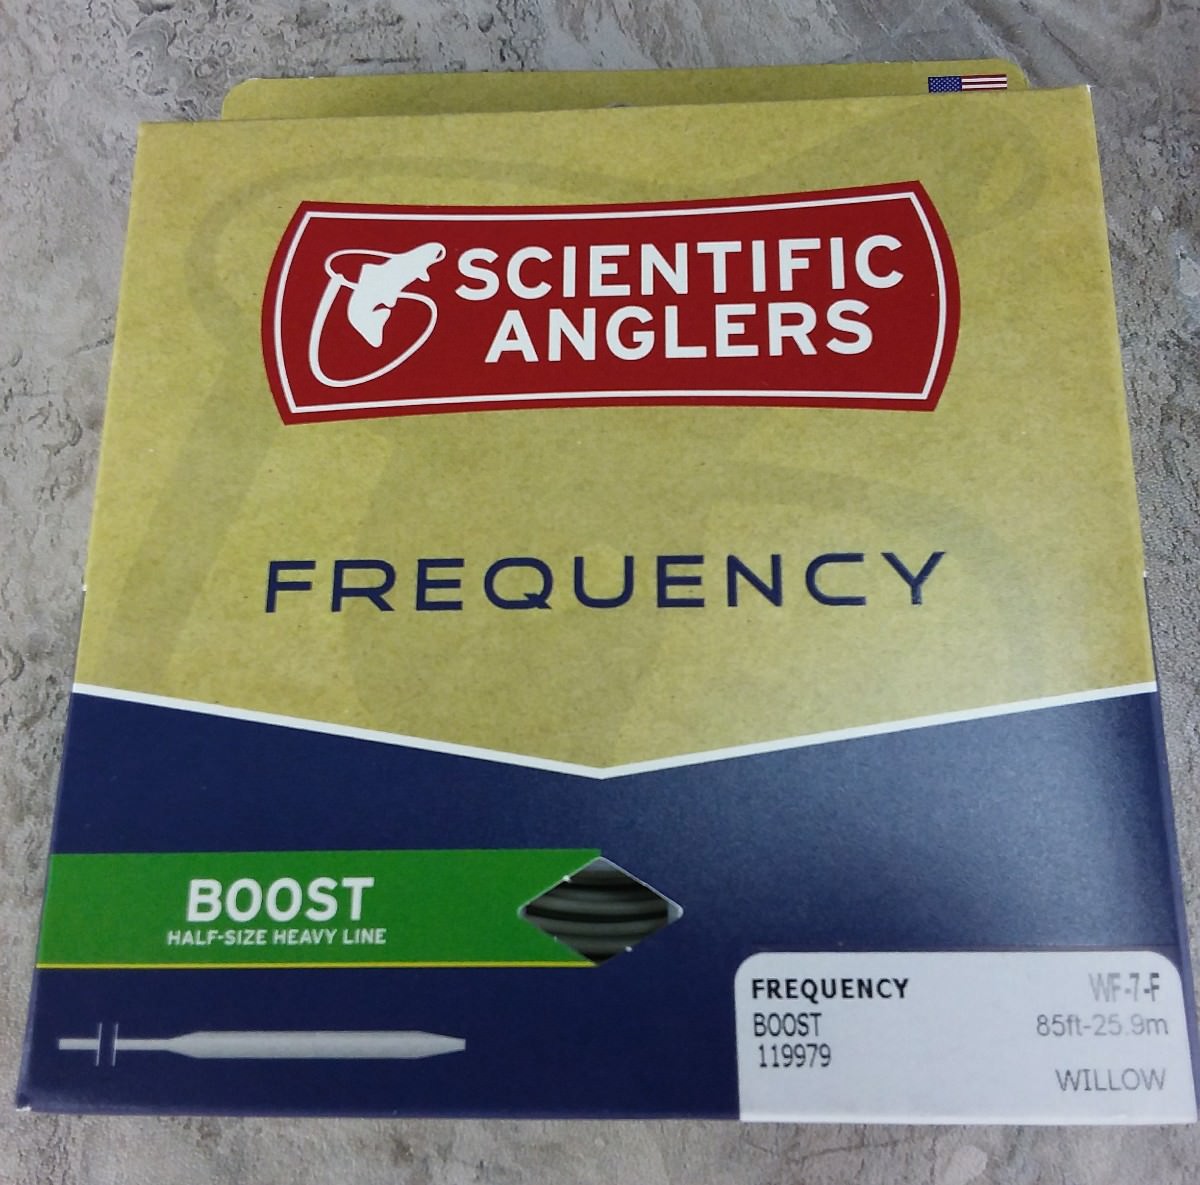 SCIENTIFIC
ANGLERS
FREQUENCY
BOOST
HALF-SIZE HEAVY LINE
FREQUENCY WF-7-F
BOOST 85ft-25.9m
119979
WILLOW